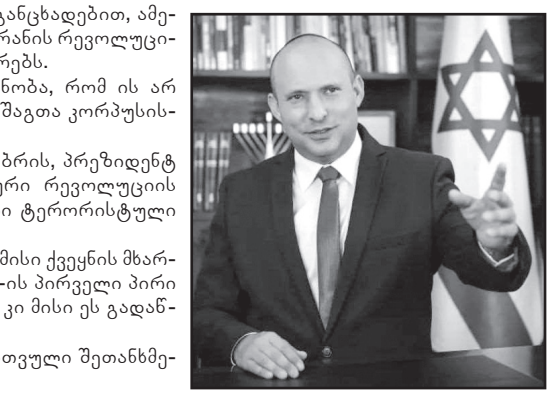 განცხადებით, ამე-
რანის რევოლუცი-
რებს.
ნობა, რომ ის არ
შაგთა კორპუსის-
ბრის, პრეზიდენტ
ერი რევოლუციის
ი ტერორისტული
მისი ქვეყნის მხარ-
-ის პირველი პირი
კი მისი ეს გადაწ-
თვული შეთანხმე-